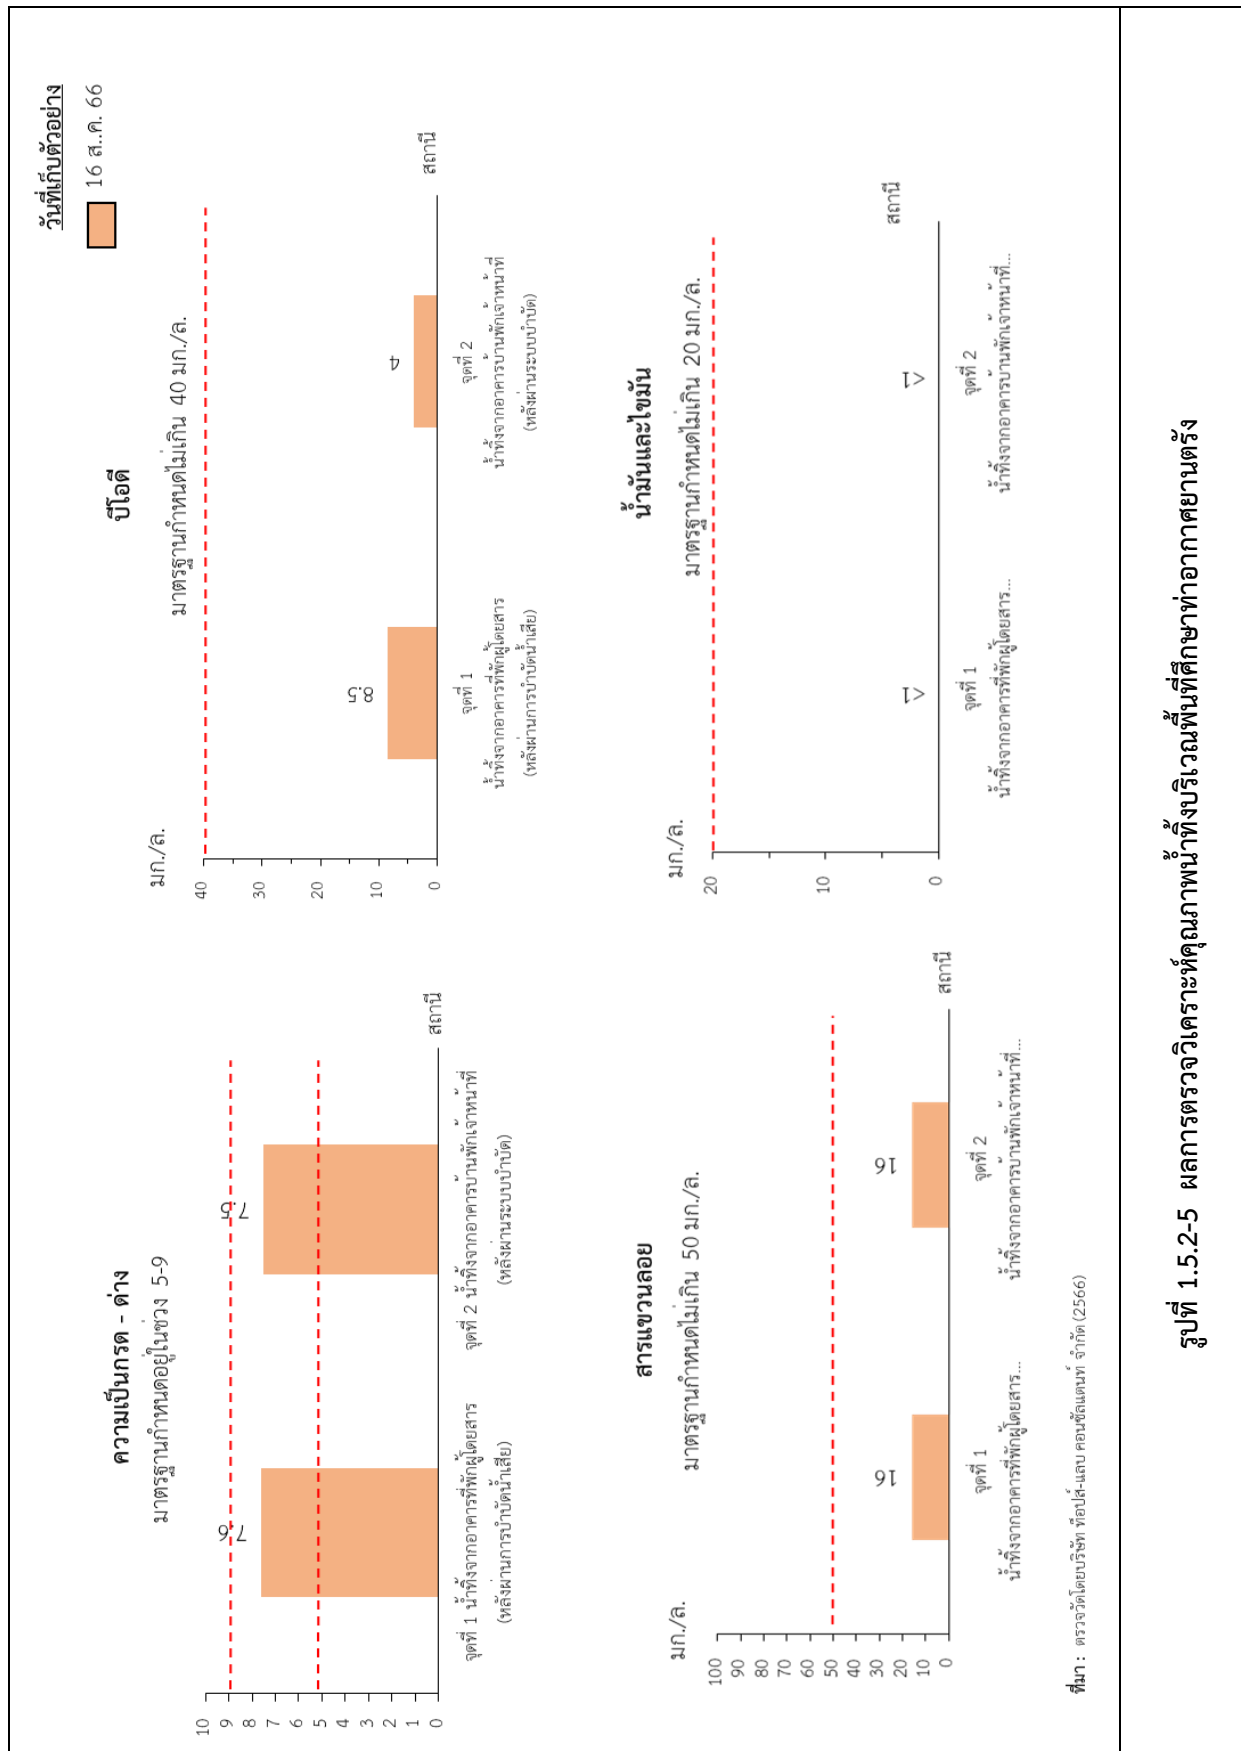 วันที่เก็บตัวอย่าง
16 ส..ค. 66
ความเป็นกรด - ด่าง
มาตรฐานกำหนดอยู่ในช่วง 5-9
10
9
8
7
6
5
4
3
2
1
0
7.6
7.5
สถานี
จุดที่ 1 น้ำทิ้งจากอาคารที่พักผู้โดยสาร
(หลังผ่านการบำบัดน้ำเสีย)
จุดที่ 2 น้ำทิ้งจากอาคารบ้านพักเจ้าหน้าที่
(หลังผ่านระบบบำบัด)
บีโอดี
มาตรฐานกำหนดไม่เกิน 40 มก./ล.
มก./ล.
40
30
20
10
0
8.5
4
สถานี
จุดที่ 1
น้ำทิ้งจากอาคารที่พักผู้โดยสาร
(หลังผ่านการบำบัดน้ำเสีย)
จุดที่ 2
น้ำทิ้งจากอาคารบ้านพักเจ้าหน้าที่
(หลังผ่านระบบบำบัด)
สารแขวนลอย
มาตรฐานกำหนดไม่เกิน 50 มก./ล.
มก./ล.
100
90
80
70
60
50
40
30
20
10
0
16
16
สถานี
จุดที่ 1
น้ำทิ้งจากอาคารที่พักผู้โดยสาร...
จุดที่ 2
น้ำทิ้งจากอาคารบ้านพักเจ้าหน้าที่...
น้ำมันและไขมัน
มาตรฐานกำหนดไม่เกิน 20 มก./ล.
มก./ล.
20
10
0
<1
<1
สถานี
จุดที่ 1
น้ำทิ้งจากอาคารที่พักผู้โดยสาร...
จุดที่ 2
น้ำทิ้งจากอาคารบ้านพักเจ้าหน้าที่...
ที่มา : ตรวจวัดโดยบริษัท ท็อปส์-แลบ คอนซัลแตนท์ จำกัด (2566)
รูปที่ 1.5.2-5 ผลการตรวจวิเคราะห์คุณภาพน้ำทิ้งบริเวณพื้นที่ศึกษาท่าอากาศยานตรัง